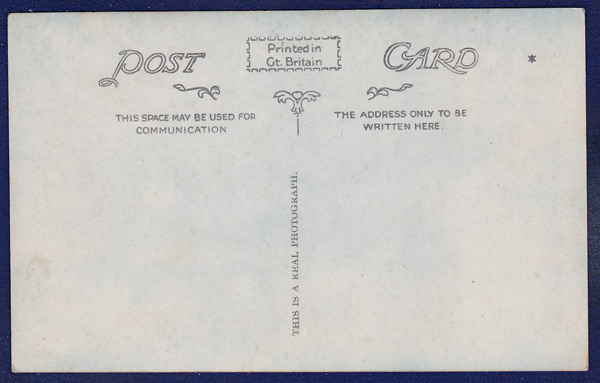 POST
Printed in
Gt. Britain
CARD *
THIS SPACE MAY BE USED FOR
COMMUNICATION
THE ADDRESS ONLY TO BE
WRITTEN HERE.
THIS IS A REAL PHOTOGRAPH.